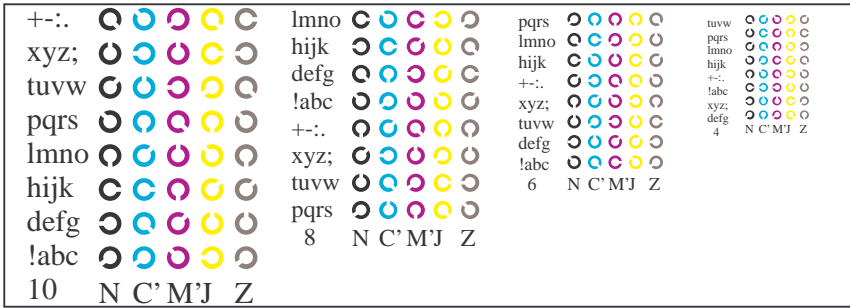 +-:.
xyz;
tuvw
pqrs
lmno
hijk
defg
!abc
10 N C' M'J Z
lmno
hijk
defg
!abc
+-:.
xyz;
tuvw
pqrs
8 N C' M'J Z
pqrs
lmno
hijk
+-:.
xyz;
tuvw
defg
!abc
6 N C' M'J Z
tuvw
pqrs
lmno
hijk
+-:.
!abc
xyz;
defg
4 N C' M'J Z